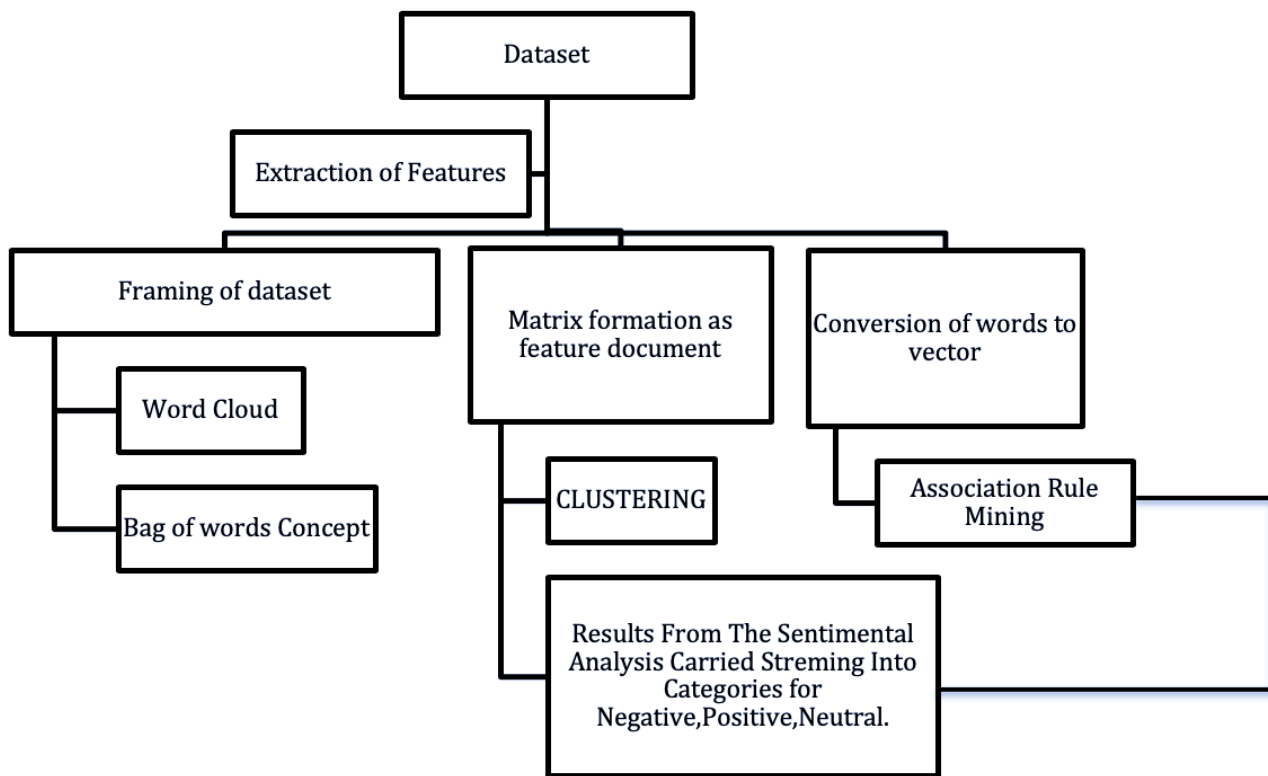 Dataset
Extraction of Features
Framing of dataset
Matrix formation as
feature document
Conversion of words to
vector
Word Cloud
Bag of words Concept
CLUSTERING
Association Rule
Mining
Results From The Sentimental
Analysis Carried Streming Into
Categories for
Negative,Positive,Neutral.